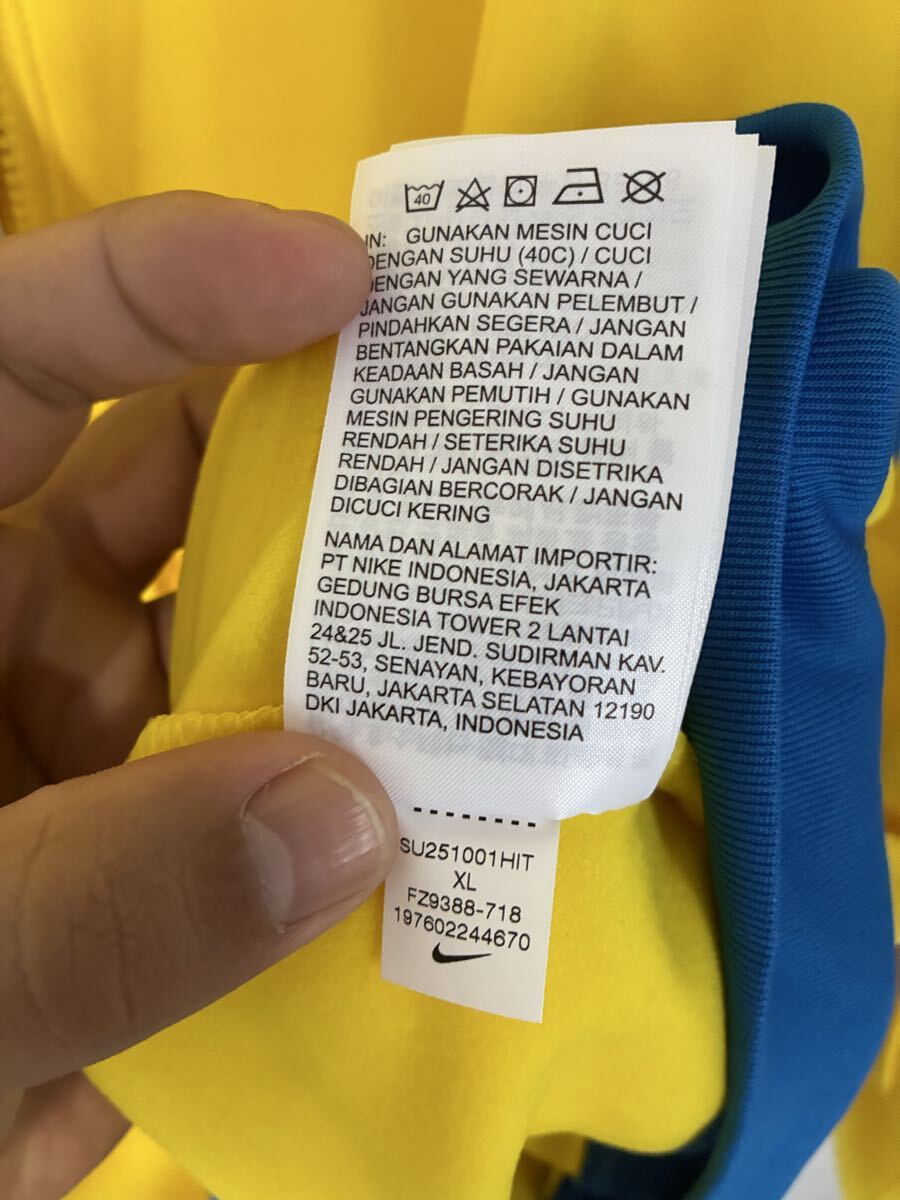 40
IN: GUNAKAN MESIN CUCI
DENGAN SUHU (40C) / CUCI
DENGAN YANG SEWARNA /
JANGAN GUNAKAN PELEMBUT /
PINDAHKAN SEGERA / JANGAN
BENTANGKAN PAKAIAN DALAM
KEADAAN BASAH / JANGAN
GUNAKAN PEMUTIH / GUNAKAN
MESIN PENGERING SUHU
RENDAH / SETERIKA SUHU
RENDAH / JANGAN DISETRIKA
DIBAGIAN BERCORAK / JANGAN
DICUCI KERING
NAMA DAN ALAMAT IMPORTIR:
PT NIKE INDONESIA, JAKARTA
GEDUNG BURSA EFEK
INDONESIA TOWER 2 LANTAI
24&25 JL. JEND. SUDIRMAN KAV.
52-53, SENAYAN, KEBAYORAN
BARU, JAKARTA SELATAN 12190
DKI JAKARTA, INDONESIA
SU251001HIT
XL
FZ9388-718
197602244670